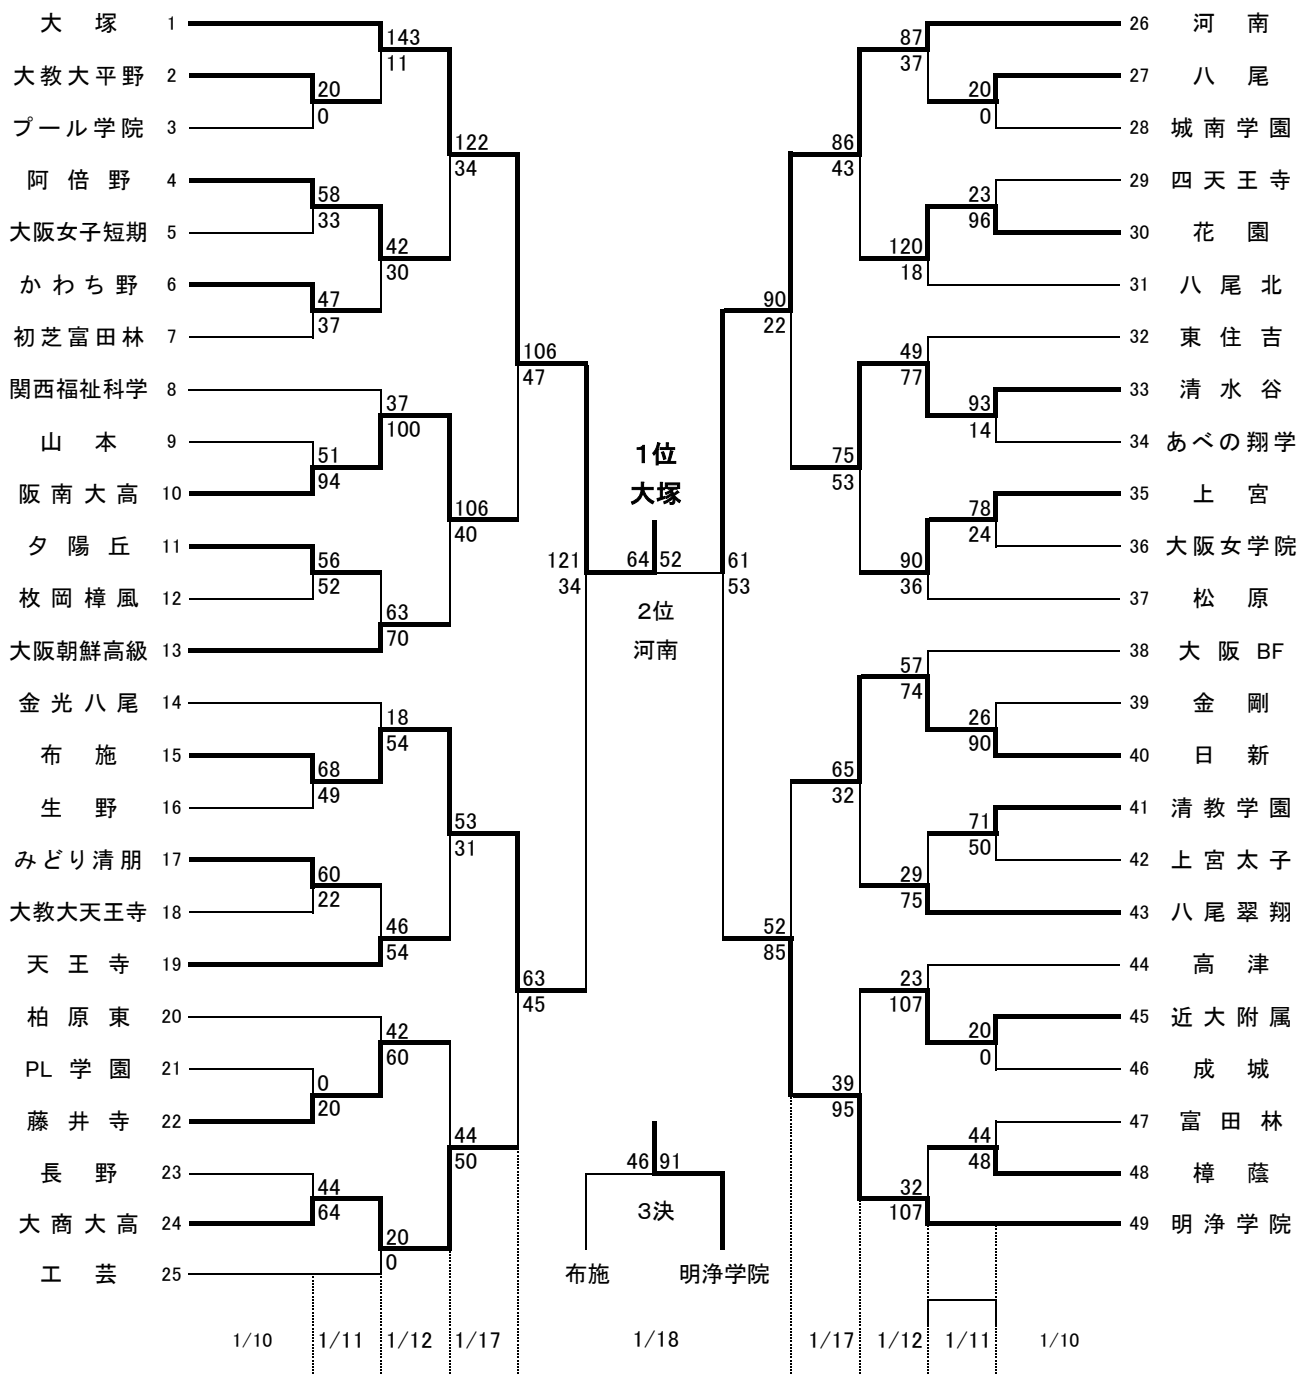 大塚 1
大教大平野 2
プール学院 3
阿倍野 4
大阪女子短期 5
かわち野 6
初芝富田林 7
関西福祉科学 8
山本 9
阪南大高 10
夕陽丘 11
枚岡樟風 12
大阪朝鮮高級 13
金光八尾 14
布施 15
生野 16
みどり清朋 17
大教大天王寺 18
天王寺 19
柏原東 20
PL学園 21
藤井寺 22
長野 23
大商大高 24
工芸 25
20
0
58
33
47
37
51
94
56
52
68
49
60
22
0
20
44
64
143
11
42
30
37
100
63
70
18
54
46
54
42
60
20
0
122
34
106
40
53
31
44
50
106
47
63
45
121
34
1位
大塚
64 52
2位
河南
61
53
46 91
3決
布施 明浄学院
90
22
52
85
86
43
75
53
65
32
39
95
87
37
120
18
49
77
90
36
57
74
29
75
23
107
32
107
20
0
23
96
93
14
78
24
26
90
71
50
20
0
44
48
26 河南
27 八尾
28 城南学園
29 四天王寺
30 花園
31 八尾北
32 東住吉
33 清水谷
34 あべの翔学
35 上宮
36 大阪女学院
37 松原
38 大阪BF
39 金剛
40 日新
41 清教学園
42 上宮太子
43 八尾翠翔
44 高津
45 近大附属
46 成城
47 富田林
48 樟蔭
49 明浄学院
1/10 1/11 1/12 1/17 1/18 1/17 1/12 1/11 1/10